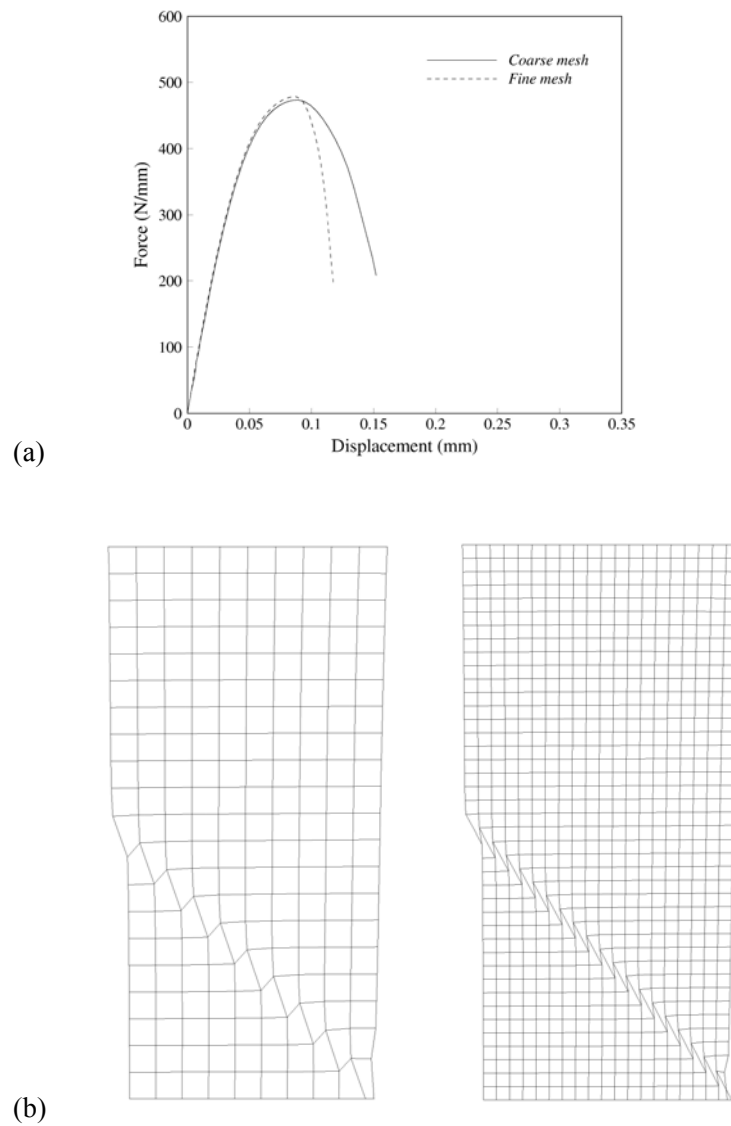 600
Coarse mesh
Fine mesh
500
400
300
200
100
0
Force (N/mm)
0 0.05 0.1 0.15 0.2 0.25 0.3 0.35
Displacement (mm)
(a)
(b)